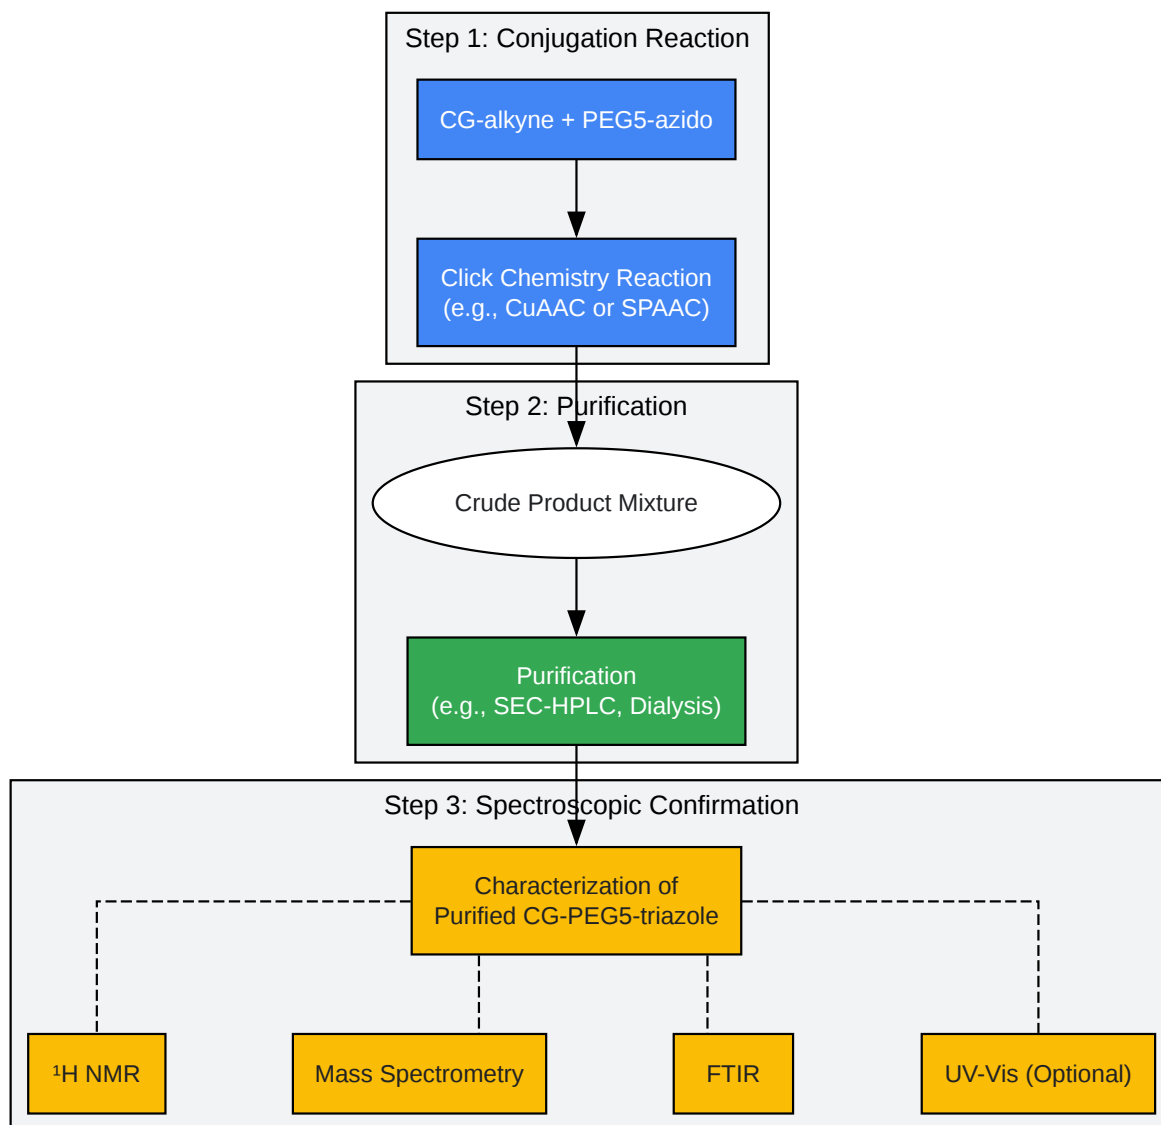 Step 1: Conjugation Reaction
CG-alkyne + PEG5-azido
Click Chemistry Reaction
(e.g., CuAAC or SPAAC)
Step 2: Purification
Crude Product Mixture
Purification
(e.g., SEC-HPLC, Dialysis)
Step 3: Spectroscopic Confirmation
Characterization of
Purified CG-PEG5-triazole
¹H NMR
Mass Spectrometry
FTIR
UV-Vis (Optional)